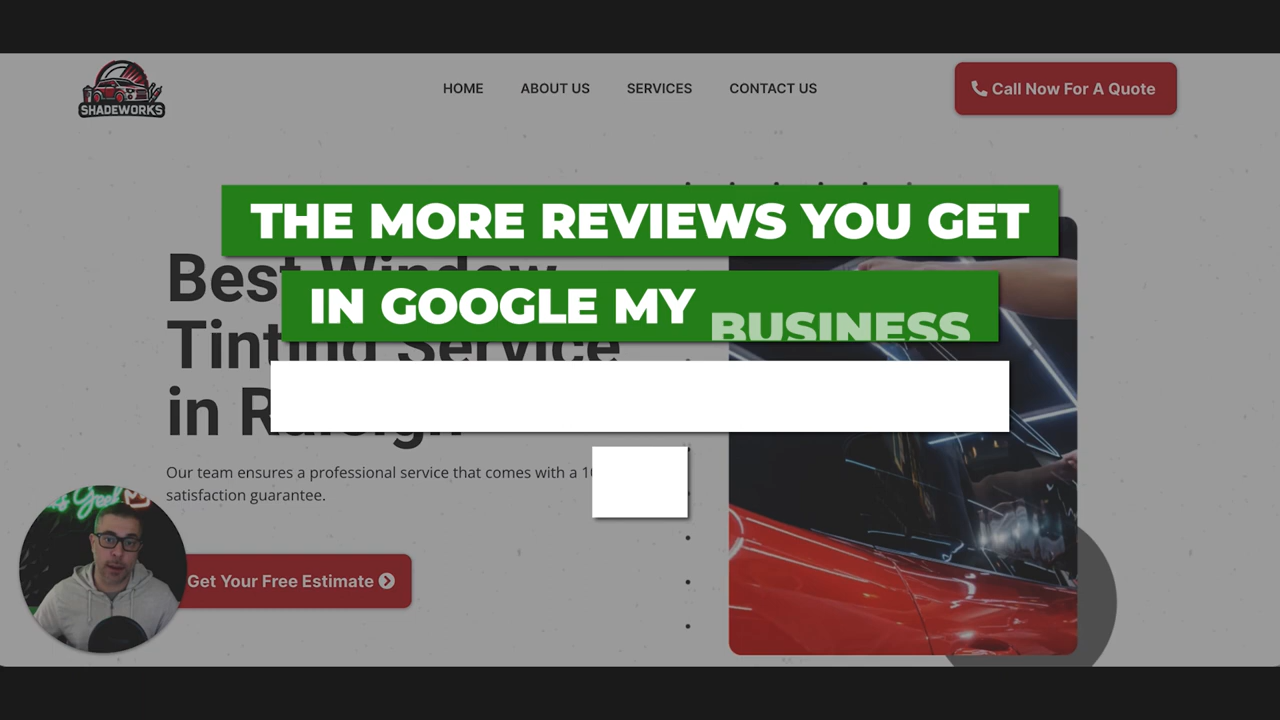 SHADEWORKS
HOME ABOUT US SERVICES CONTACT US
Call Now For A Quote
THE MORE REVIEWS YOU GET
IN GOOGLE MY BUSINESS
Best Window
Tinting Service
in Raleigh
Our team ensures a professional service that comes with a
satisfaction guarantee.
Get Your Free Estimate